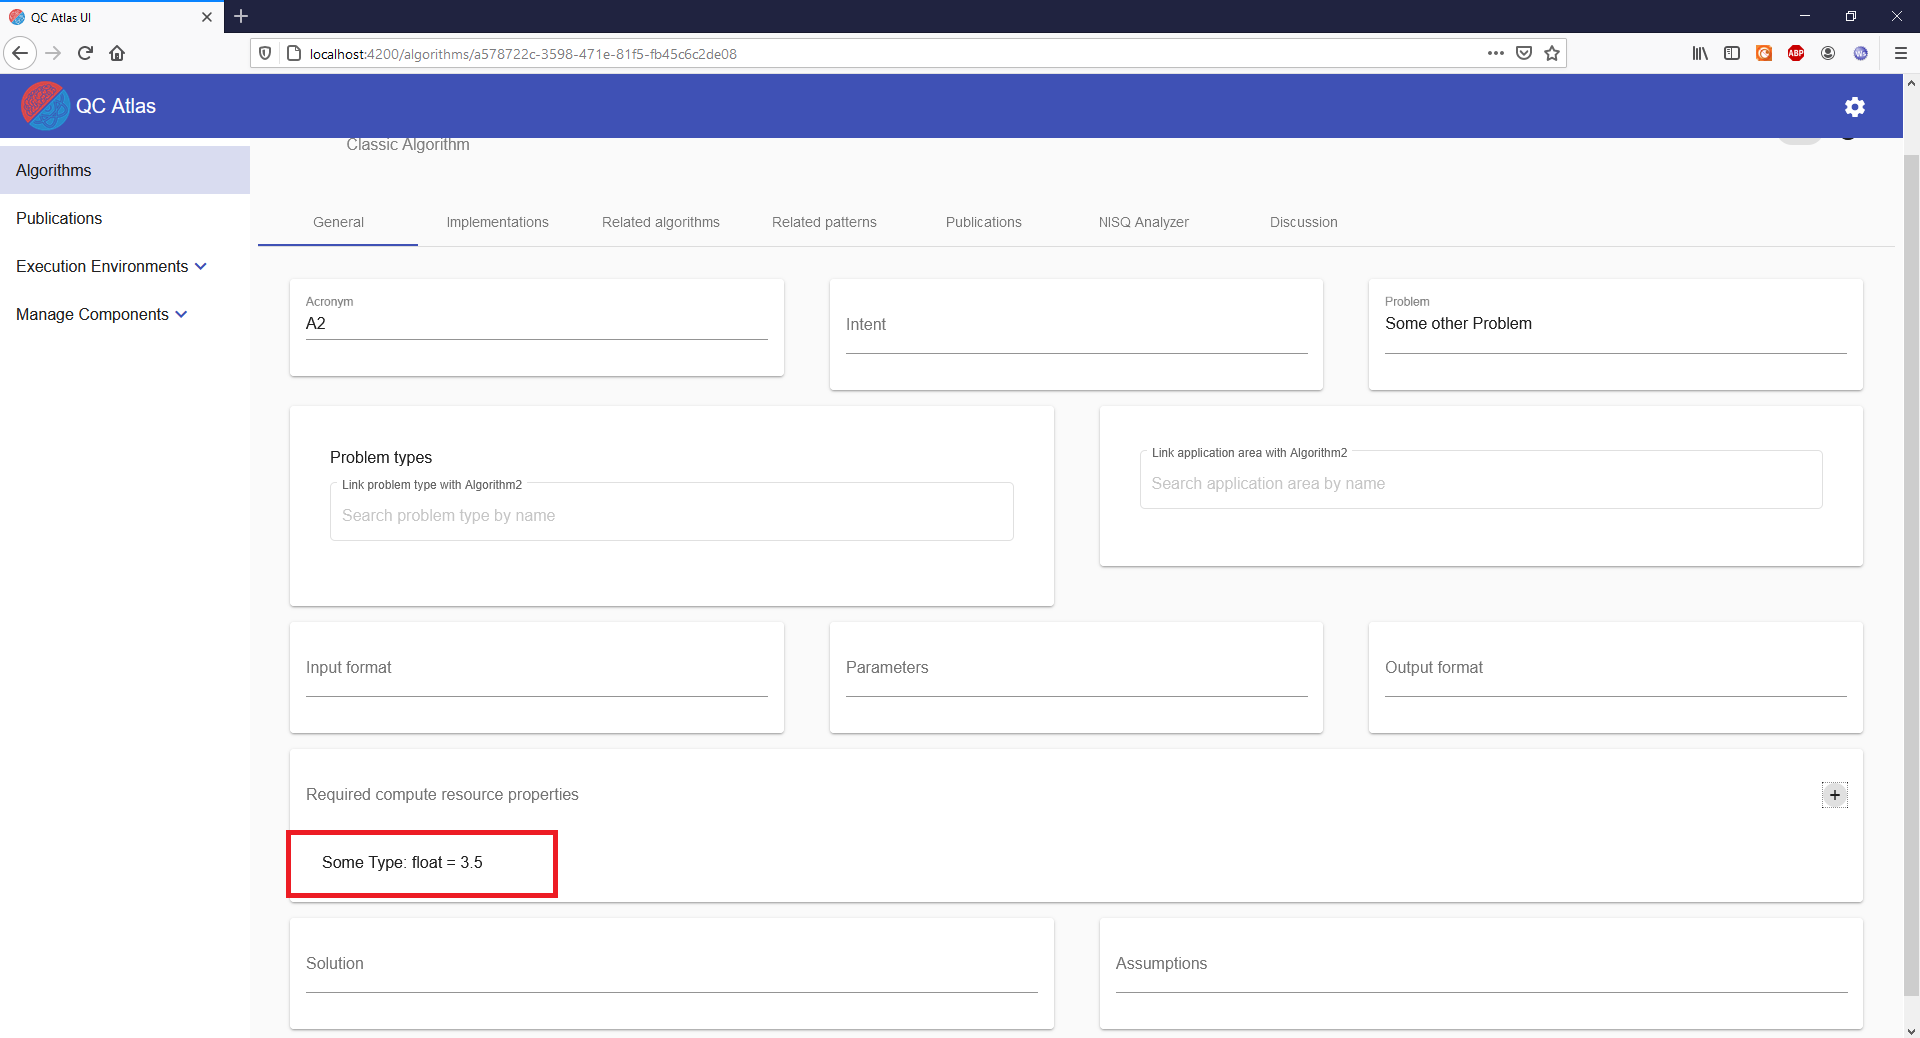 QC Atlas UI
localhost:4200/algorithms/a578722c-3598-471e-81f5-fb45c6c2de08
ABP
QC Atlas
Classic Algorithm
Algorithms
Publications
Execution Environments
Manage Components
General Implementations Related algorithms Related patterns Publications NISQ Analyzer Discussion
Acronym
A2
Intent
Problem
Some other Problem
Problem types
Link problem type with Algorithm2
Search problem type by name
Link application area with Algorithm2
Search application area by name
Input format
Parameters
Output format
Required compute resource properties
+
Some Type: float = 3.5
Solution
Assumptions